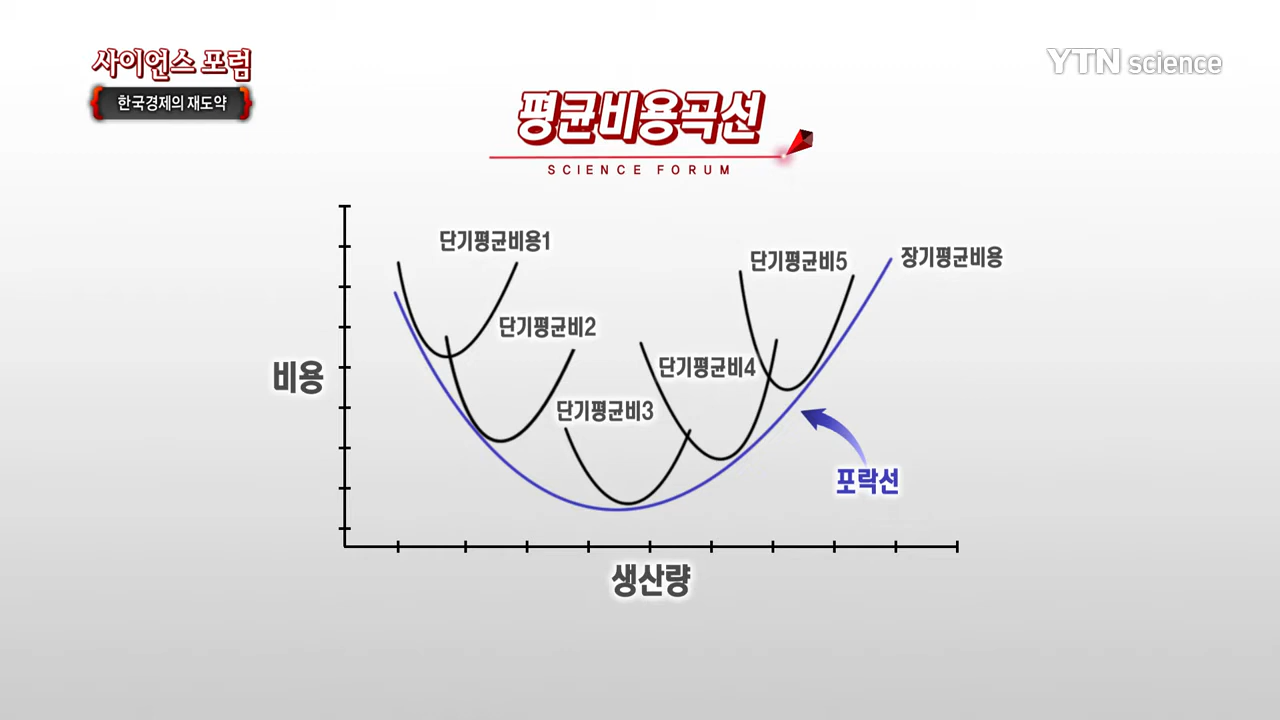 사이언스 포럼
한국경제의 재도약
YTN science
평균비용곡선
SCIENCE FORUM
단기평균비용1
단기평균비5
장기평균비용
단기평균비2
단기평균비4
비용
단기평균비3
포락선
생산량